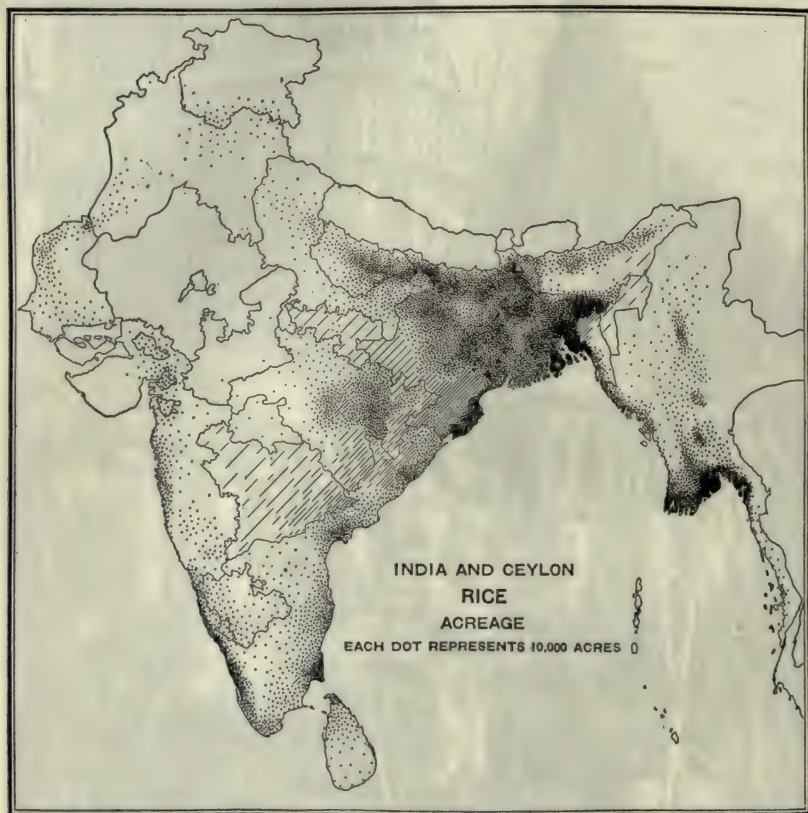 INDIA AND CEYLON
RICE
ACREAGE
EACH DOT REPRESENTS 10,000 ACRES